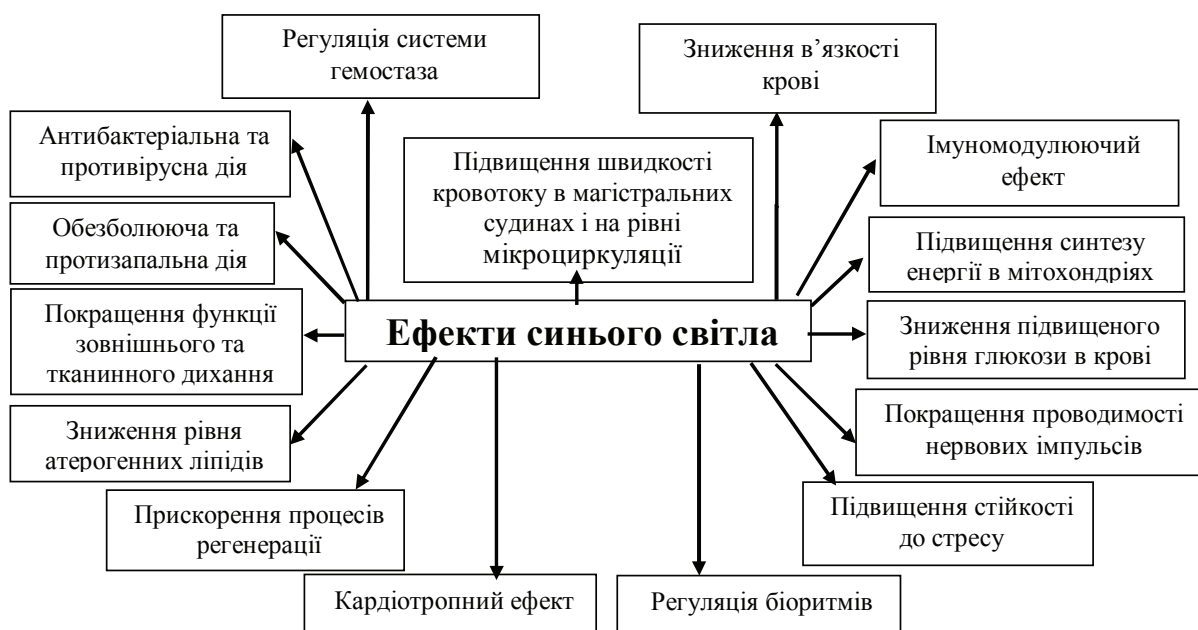 Регуляція системи
гемостаза
Зниження в’язкості
крові
Антибактеріальна та
противірусна дія
Підвищення швидкості
кровотоку в магістральних
судинах і на рівні
мікроциркуляції
Імуномодулюючий
ефект
Обезболююча та
протизапальна дія
Підвищення синтезу
енергії в мітохондріях
Покращення функції
зовнішнього та
тканинного дихання
Ефекти синього світла
Зниження підвищеного
рівня глюкози в крові
Зниження рівня
атерогенних ліпідів
Покращення проводимості
нервових імпульсів
Прискорення процесів
регенерації
Підвищення стійкості
до стресу
Кардіотропний ефект
Регуляція біоритмів